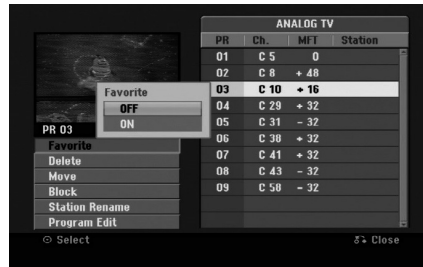 ANALOG TV
PR Ch. MFT Station
01 C 5 0
02 C 8 + 48
03 C 10 + 16
04 C 29 + 32
05 C 31 - 32
06 C 38 + 32
07 C 41 + 32
08 C 43 - 32
09 C 58 - 32
Favorite
OFF
ON
PR 03
Favorite
Delete
Move
Block
Station Rename
Program Edit
Select
Close